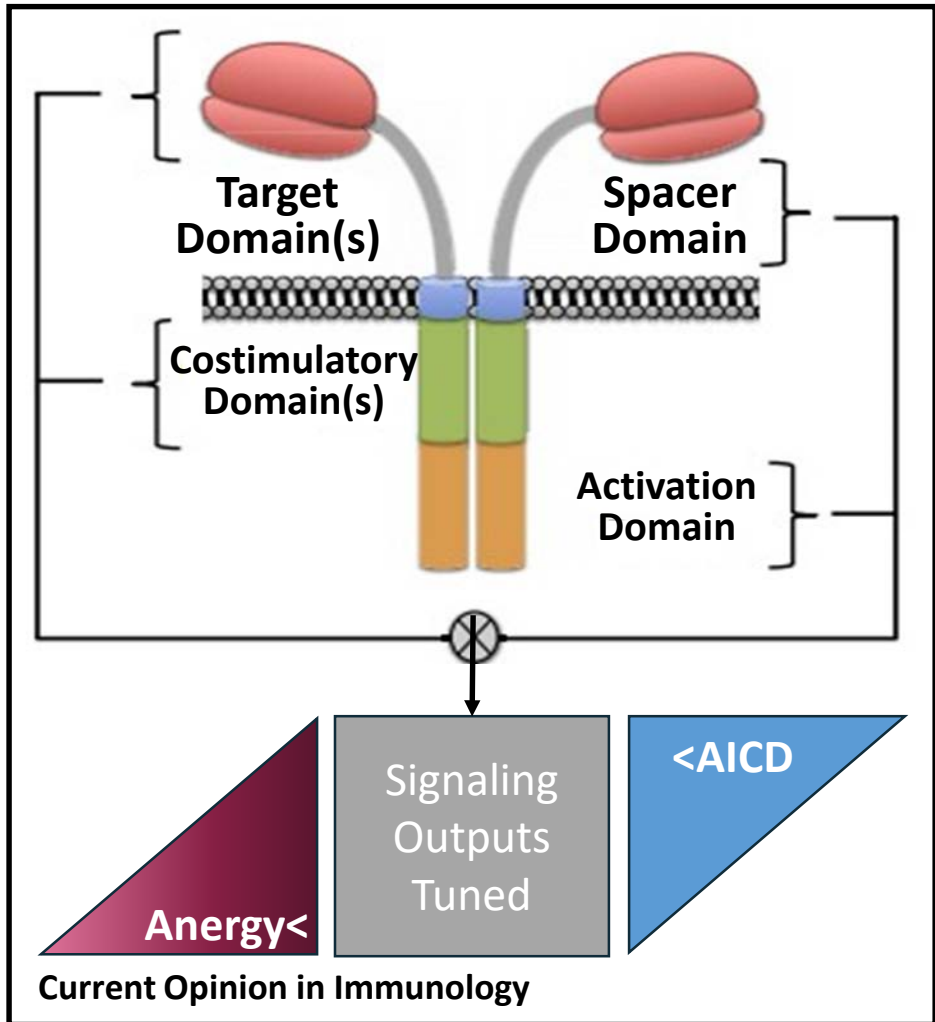 Target
Domain(s)
Spacer
Domain
Costimulatory
Domain(s)
Activation
Domain
Signaling
Outputs
Tuned
<AICD
Anergy<
Current Opinion in Immunology